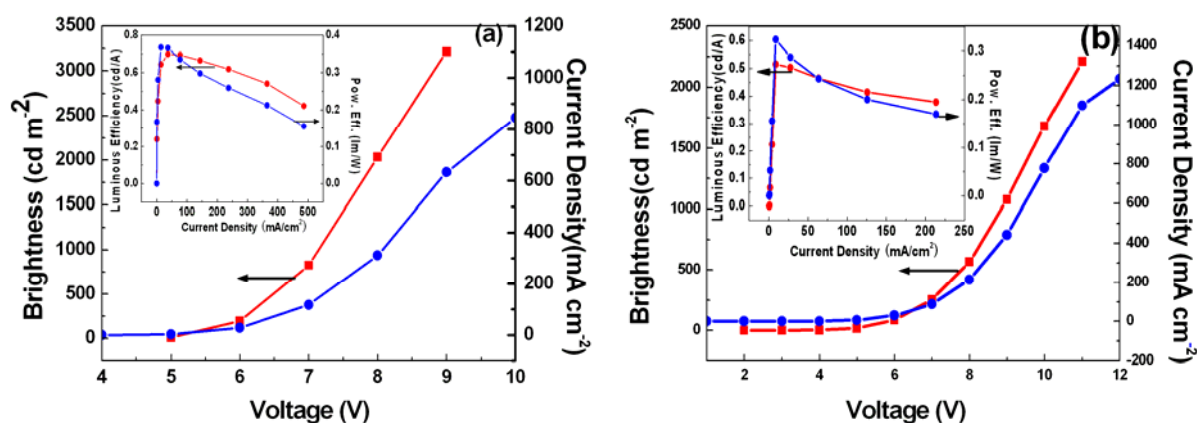 (a)
Brightness (cd m⁻²)
3500
3000
2500
2000
1500
1000
500
0
4 5 6 7 8 9 10
Voltage (V)
1200
1000
800
600
400
200
0
Current Density(mA cm⁻²)
Luminous Efficiency(cd/A)
0.8
0.6
0.4
0.2
0.0
0 100 200 300 400 500 600
Current Density (mA/cm²)
0.4
0.3
0.2
0.1
0.0
Pow. Eff. (lm/W)
(b)
Brightness(cd m⁻²)
2500
2000
1500
1000
500
0
2 4 6 8 10 12
Voltage (V)
1400
1200
1000
800
600
400
200
0
-200
Current Density (mA cm⁻²)
Luminous Efficiency(cd/A)
0.6
0.5
0.4
0.3
0.2
0.1
0.0
0 50 100 150 200 250
Current Density (mA/cm²)
0.3
0.2
0.1
0.0
Pow. Eff. (lm/W)